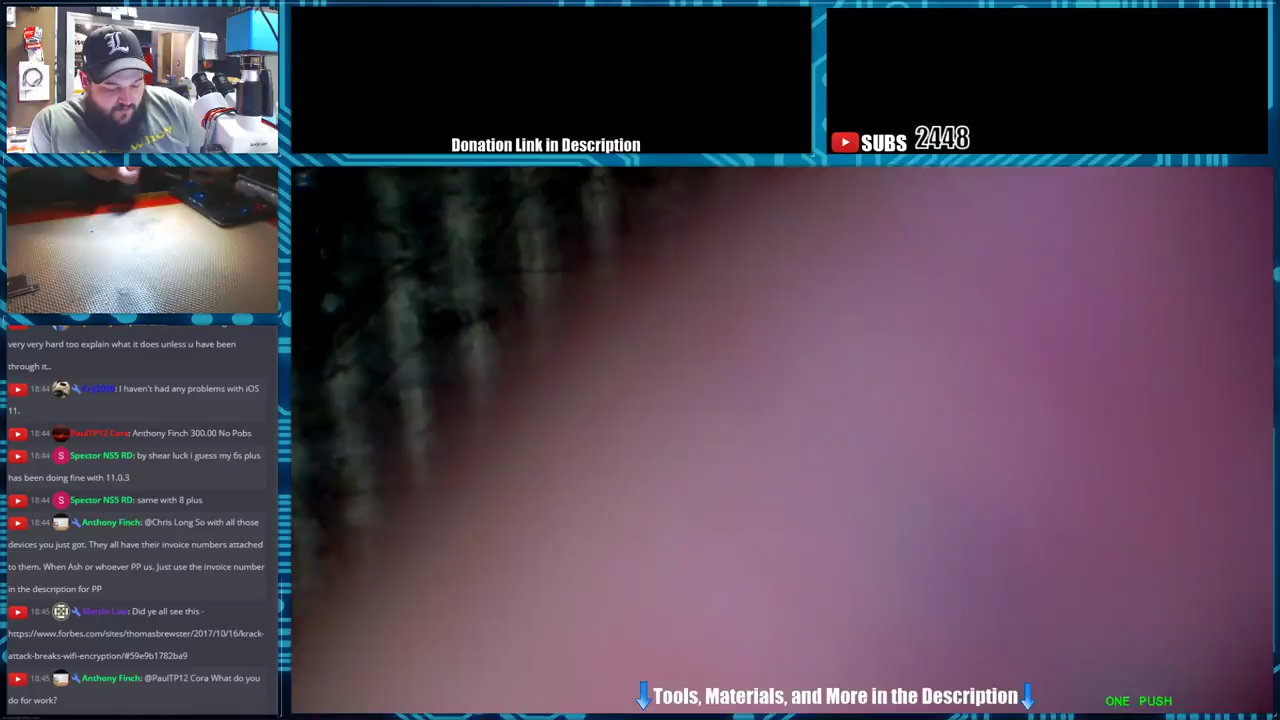 Donation Link in Description
SUBS 2448
very very hard too explain what it does unless u have been
through it..
18:44 : I haven't had any problems with iOS
11.
18:44 PaulTP12 Cora: Anthony Finch 300.00 No Pobs
18:44 S Spector NS5 RD: by shear luck i guess my 6s plus
has been doing fine with 11.0.3
18:44 S Spector NS5 RD: same with 8 plus
18:44 Anthony Finch: @Chris Long So with all those
devices you just got. They all have their invoice numbers attached
to them. When Ash or whoever PP us. Just use the invoice number
in the description for PP
18:45 : Did ye all see this -
https://www.forbes.com/sites/thomasbrewster/2017/10/16/krack-
attack-breaks-wifi-encryption/#59e9b1782ba9
18:45 Anthony Finch: @PaulTP12 Cora What do you
do for work?
Tools, Materials, and More in the Description
ONE PUSH